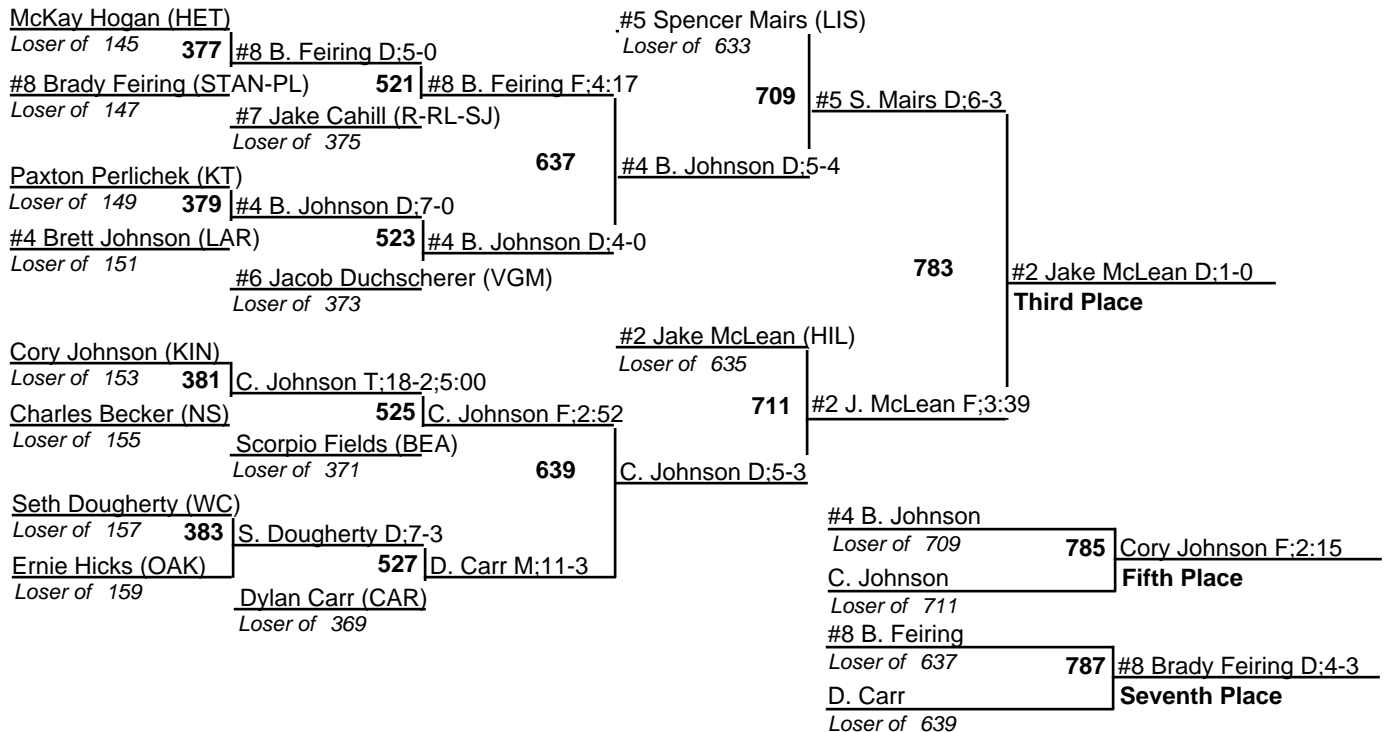 McKay Hogan (HET)
Loser of 145
377
#8 B. Feiring D;5-0
#8 Brady Feiring (STAN-PL)
Loser of 147
521
#8 B. Feiring F;4:17
#7 Jake Cahill (R-RL-SJ)
Loser of 375
637
#4 B. Johnson D;5-4
Paxton Perlichek (KT)
Loser of 149
379
#4 B. Johnson D;7-0
#4 Brett Johnson (LAR)
Loser of 151
523
#4 B. Johnson D;4-0
#6 Jacob Duchscherer (VGM)
Loser of 373
#5 Spencer Mairs (LIS)
Loser of 633
709
#5 S. Mairs D;6-3
783
#2 Jake McLean D;1-0
Third Place
Cory Johnson (KIN)
Loser of 153
381
C. Johnson T;18-2;5:00
Charles Becker (NS)
Loser of 155
525
C. Johnson F;2:52
Scorpio Fields (BEA)
Loser of 371
639
C. Johnson D;5-3
Seth Dougherty (WC)
Loser of 157
383
S. Dougherty D;7-3
Ernie Hicks (OAK)
Loser of 159
527
D. Carr M;11-3
Dylan Carr (CAR)
Loser of 369
#2 Jake McLean (HIL)
Loser of 635
711
#2 J. McLean F;3:39
#4 B. Johnson
Loser of 709
785
Cory Johnson F;2:15
Fifth Place
C. Johnson
Loser of 711
#8 B. Feiring
Loser of 637
787
#8 Brady Feiring D;4-3
Seventh Place
D. Carr
Loser of 639